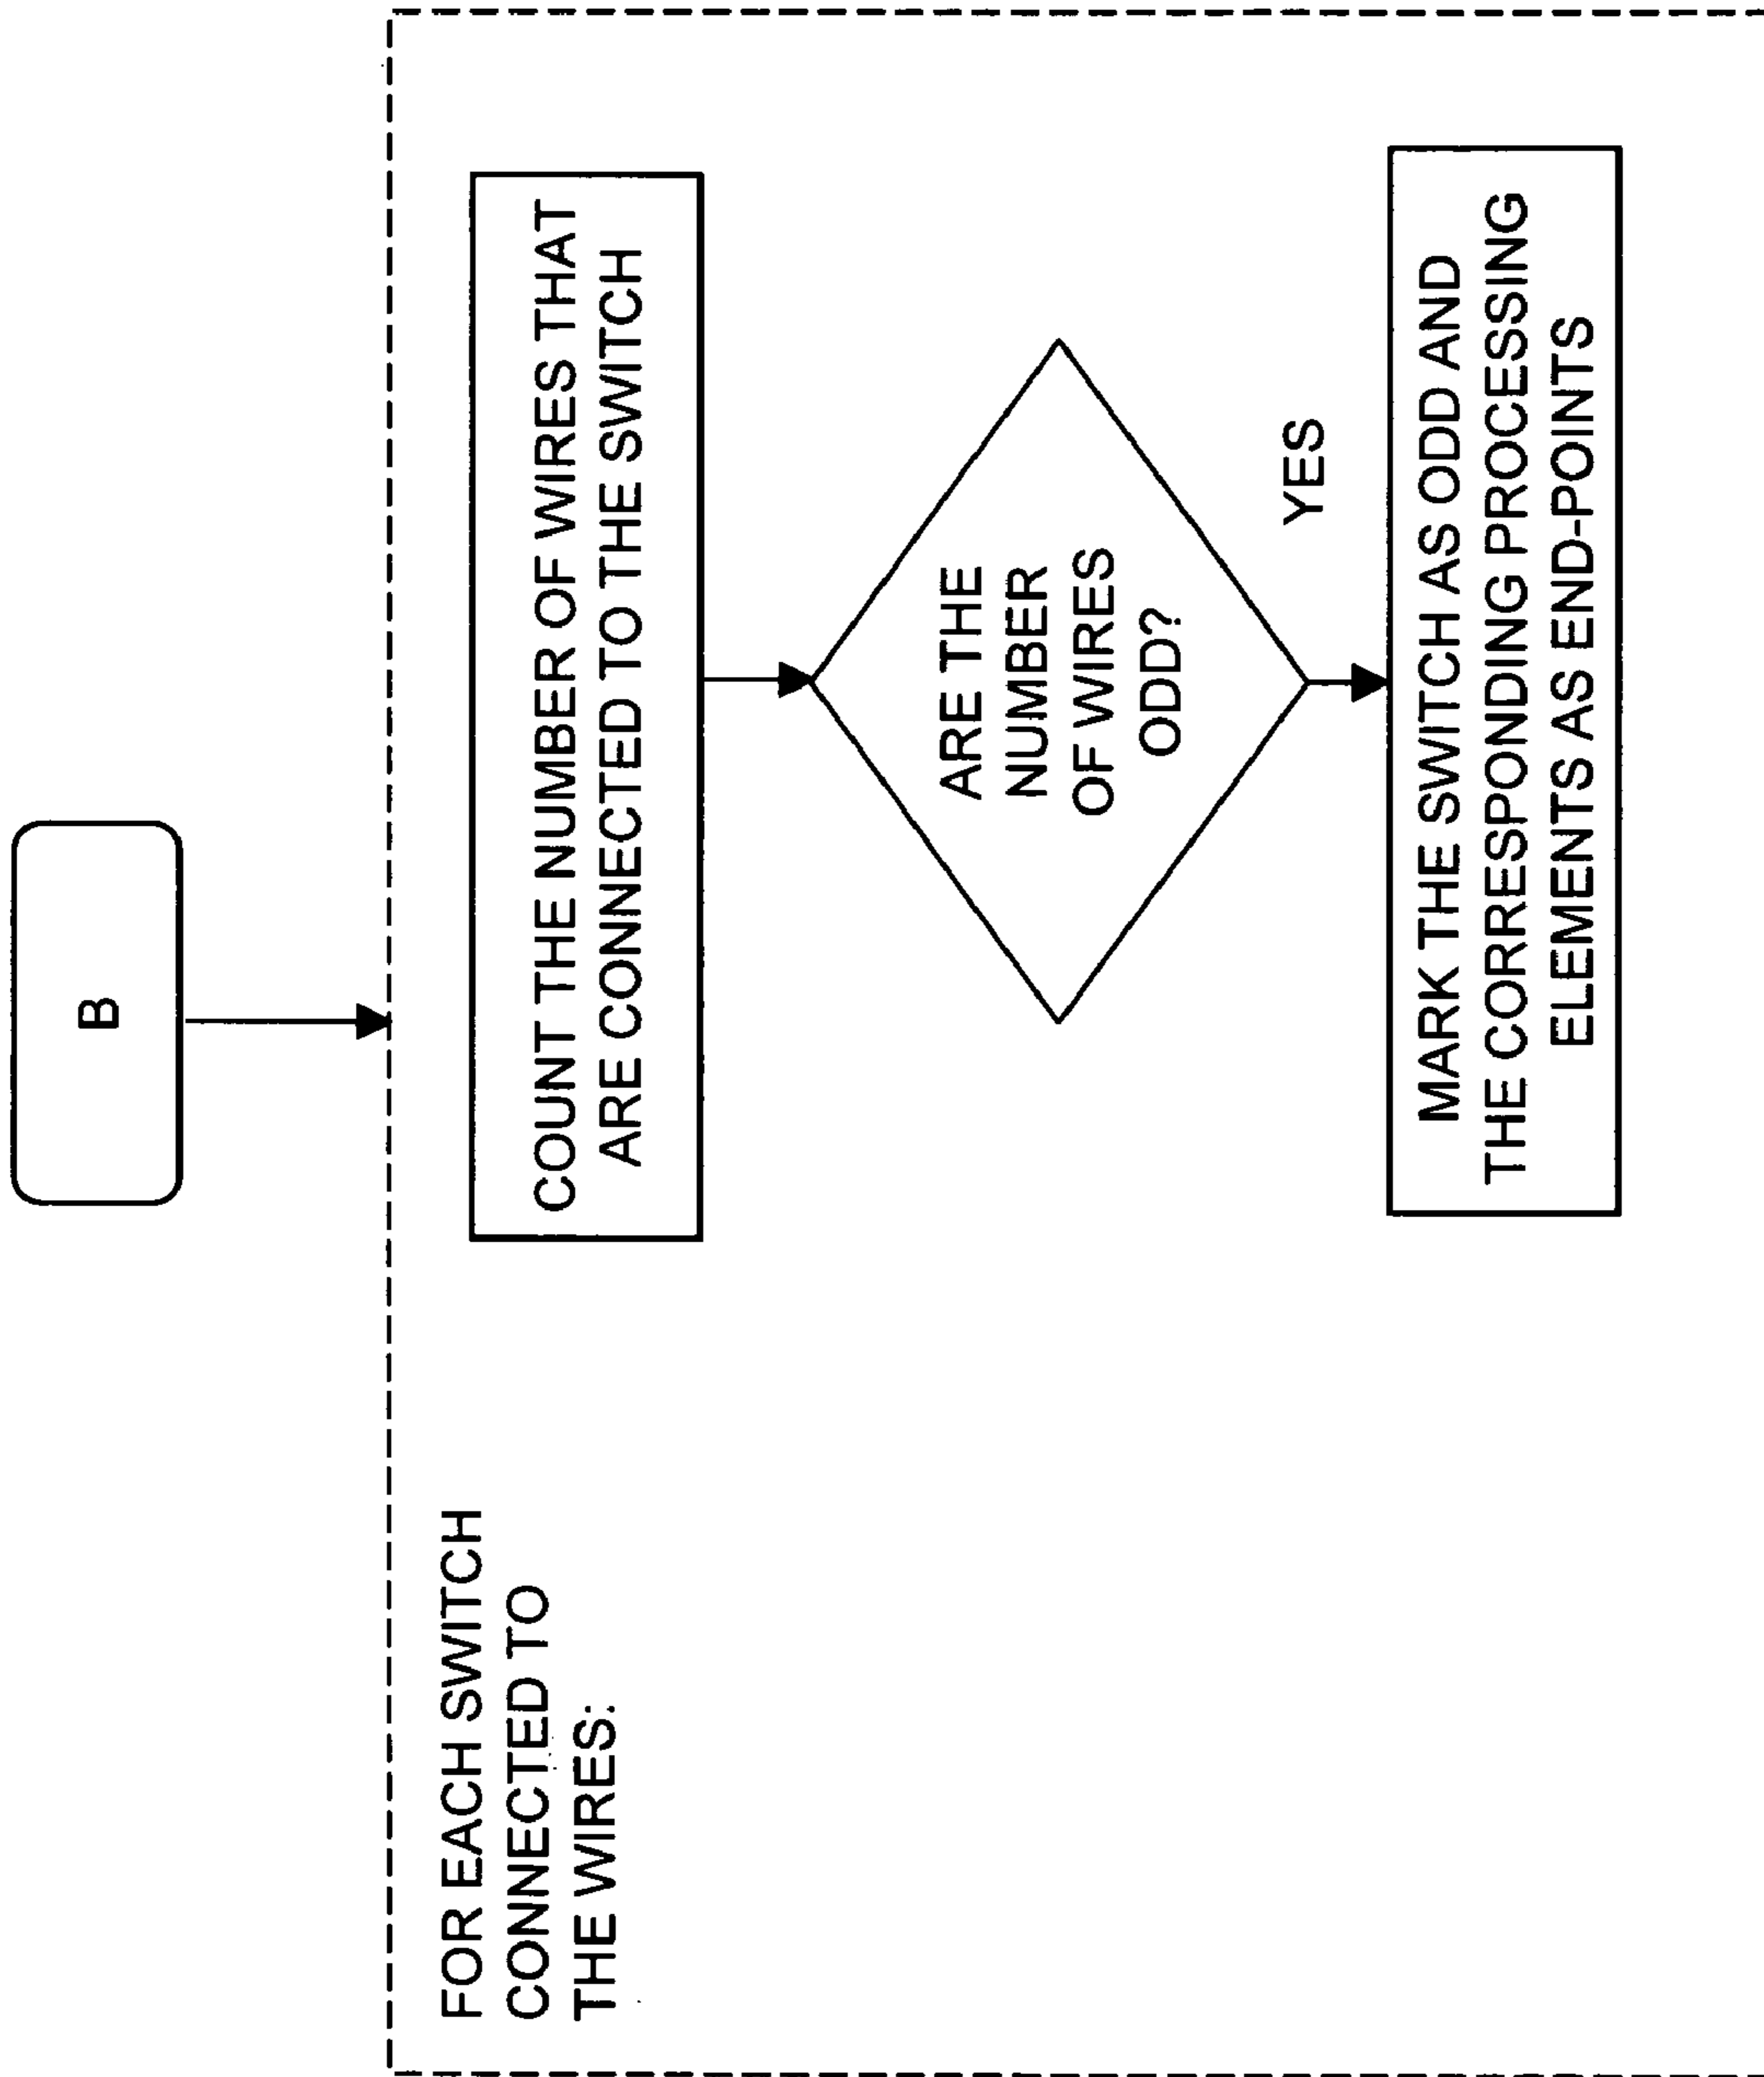 B
FOR EACH SWITCH
CONNECTED TO
THE WIRES:
COUNT THE NUMBER OF WIRES THAT
ARE CONNECTED TO THE SWITCH
ARE THE
NUMBER
OF WIRES
ODD?
YES
MARK THE SWITCH AS ODD AND
THE CORRESPONDING PROCESSING
ELEMENTS AS END-POINTS